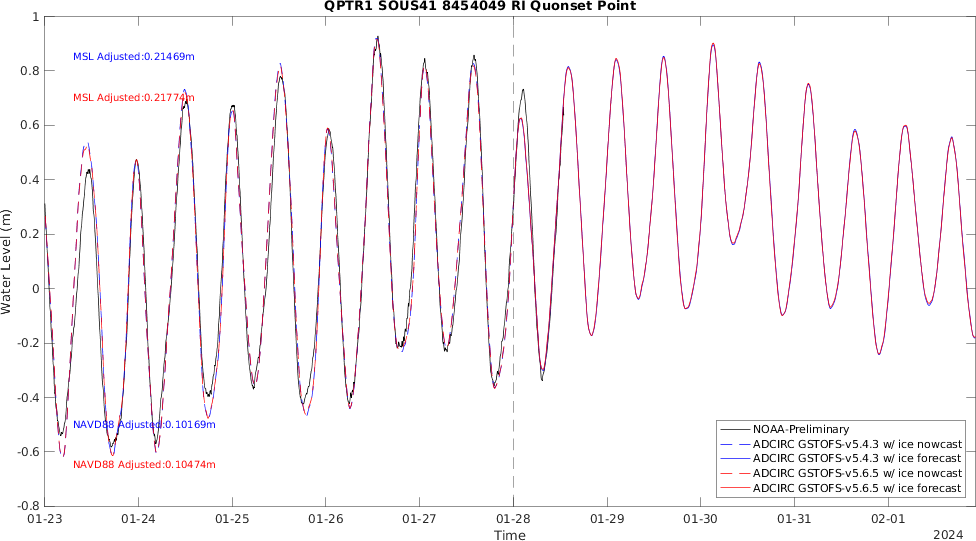 QPTR1 SOUS41 8454049 RI Quonset Point
1
0.8
0.6
0.4
0.2
0
-0.2
-0.4
-0.6
-0.8
Water Level (m)
MSL Adjusted:0.21469m
MSL Adjusted:0.21774m
NAVD88 Adjusted:0.10169m
NAVD88 Adjusted:0.10474m
NOAA-Preliminary
ADCIRC GSTOFS-v5.4.3 w/ ice nowcast
ADCIRC GSTOFS-v5.4.3 w/ ice forecast
ADCIRC GSTOFS-v5.6.5 w/ ice nowcast
ADCIRC GSTOFS-v5.6.5 w/ ice forecast
01-23 01-24 01-25 01-26 01-27 01-28 01-29 01-30 01-31 02-01
Time
2024